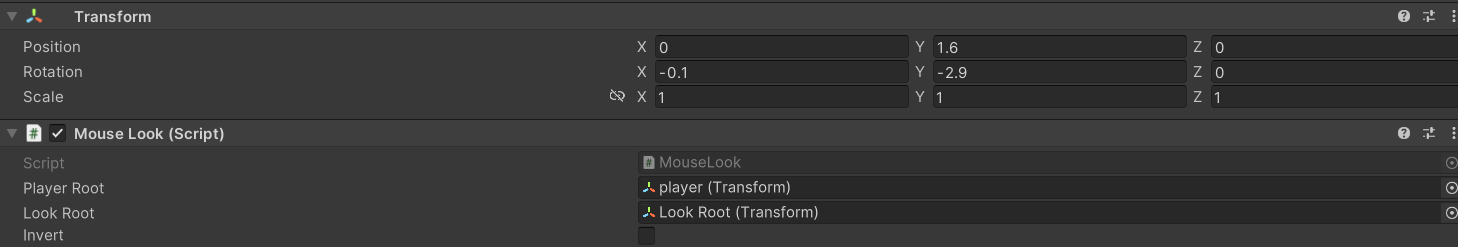 Transform
Position X 0 Y 1.6 Z 0
Rotation X -0.1 Y -2.9 Z 0
Scale X 1 Y 1 Z 1
# Mouse Look (Script)
Script # MouseLook
Player Root player (Transform)
Look Root Look Root (Transform)
Invert